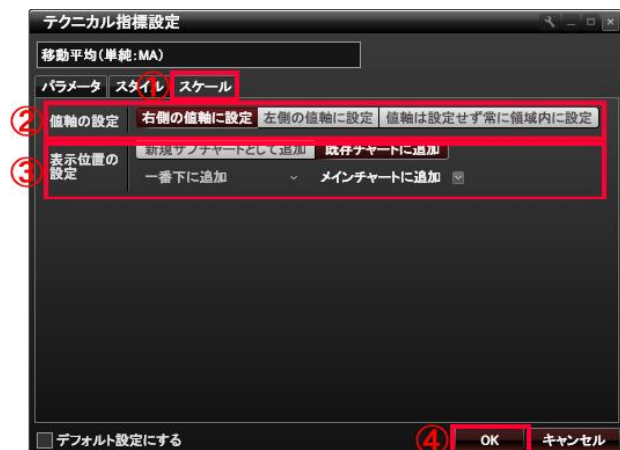 テクニカル指標設定
移動平均(単純:MA)
パラメータ スタイル ① スケール
② 値軸の設定 右側の値軸に設定 左側の値軸に設定 値軸は設定せず常に領域内に設定
新規サブチャートとして追加 既存チャートに追加
③ 表示位置の設定
一番下に追加 メインチャートに追加
デフォルト設定にする ④ OK キャンセル